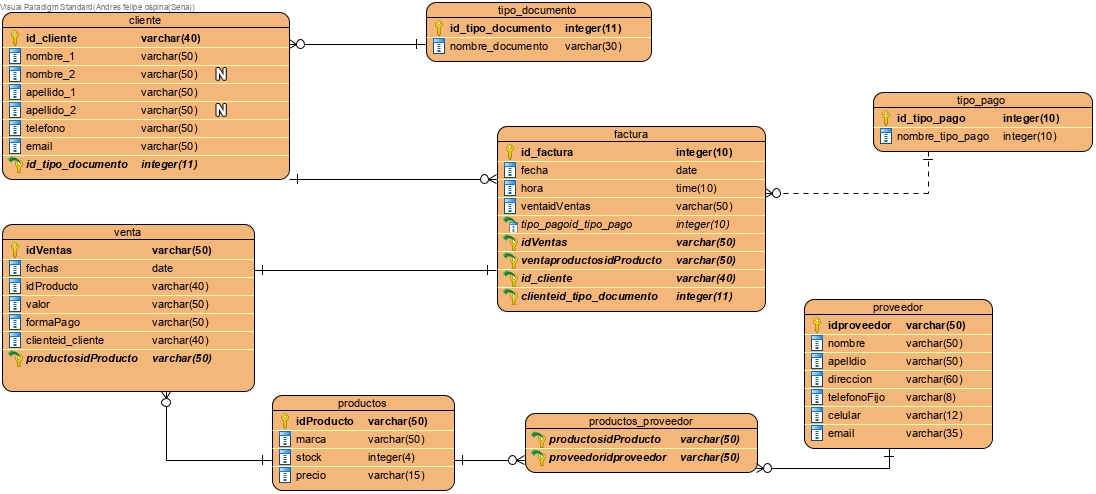 Visual Paradigm Standard(Andres felipe ospina(Sena))
cliente
id_cliente varchar(40)
nombre_1 varchar(50)
nombre_2 varchar(50) N
apellido_1 varchar(50)
apellido_2 varchar(50) N
telefono varchar(50)
email varchar(50)
id_tipo_documento integer(11)
tipo_documento
id_tipo_documento integer(11)
nombre_documento varchar(30)
tipo_pago
id_tipo_pago integer(10)
nombre_tipo_pago integer(10)
factura
id_factura integer(10)
fecha date
hora time(10)
ventaidVentas varchar(50)
tipo_pagoid_tipo_pago integer(10)
idVentas varchar(50)
ventaproductosidProducto varchar(50)
id_cliente varchar(40)
clienteid_tipo_documento integer(11)
venta
idVentas varchar(50)
fechas date
idProducto varchar(40)
valor varchar(50)
formaPago varchar(50)
clienteid_cliente varchar(40)
productosidProducto varchar(50)
proveedor
idproveedor varchar(50)
nombre varchar(50)
apelldio varchar(50)
direccion varchar(60)
telefonoFijo varchar(8)
celular varchar(12)
email varchar(35)
productos
idProducto varchar(50)
marca varchar(50)
stock integer(4)
precio varchar(15)
productos_proveedor
productosidProducto varchar(50)
proveedoridproveedor varchar(50)